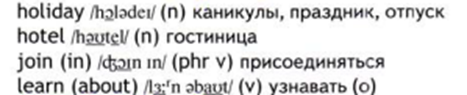 holiday /hɒlədeɪ/ (n) каникулы, праздник, отпуск
hotel /həʊtel/ (n) гостиница
join (in) /dʒɔɪn ɪn/ (phr v) присоединяться
learn (about) /lɜːʳn əbaʊt/ (v) узнавать (о)